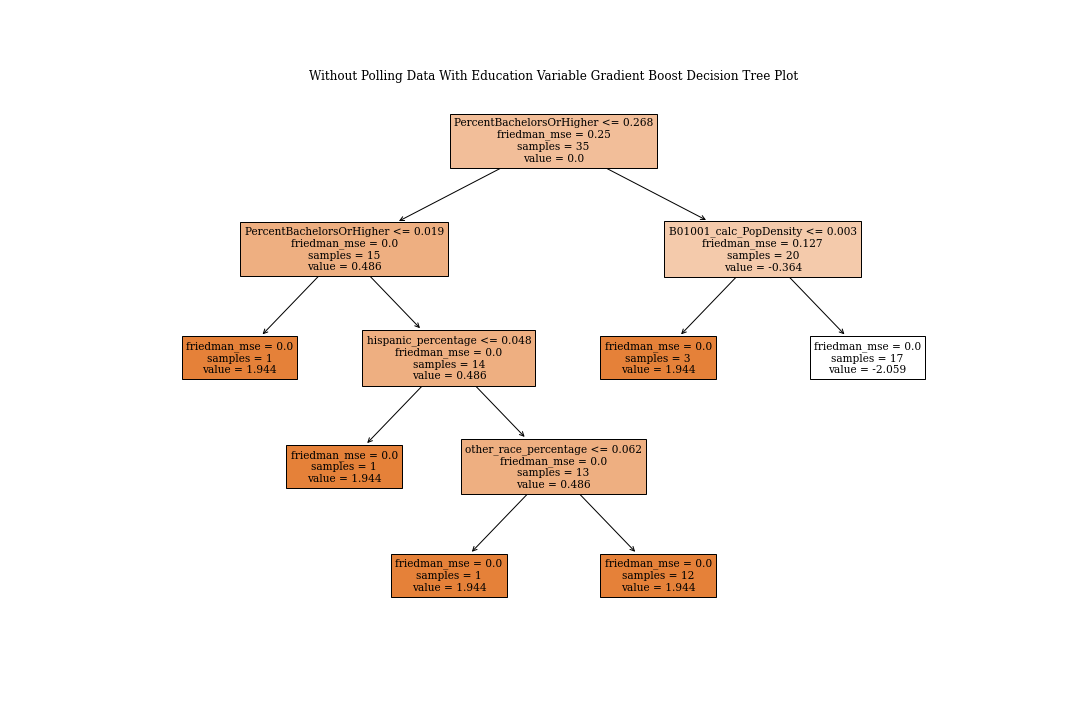 Without Polling Data With Education Variable Gradient Boost Decision Tree Plot
PercentBachelorsOrHigher <= 0.268
friedman_mse = 0.25
samples = 35
value = 0.0
PercentBachelorsOrHigher <= 0.019
friedman_mse = 0.0
samples = 15
value = 0.486
B01001_calc_PopDensity <= 0.003
friedman_mse = 0.127
samples = 20
value = -0.364
friedman_mse = 0.0
samples = 1
value = 1.944
hispanic_percentage <= 0.048
friedman_mse = 0.0
samples = 14
value = 0.486
friedman_mse = 0.0
samples = 3
value = 1.944
friedman_mse = 0.0
samples = 17
value = -2.059
friedman_mse = 0.0
samples = 1
value = 1.944
other_race_percentage <= 0.062
friedman_mse = 0.0
samples = 13
value = 0.486
friedman_mse = 0.0
samples = 1
value = 1.944
friedman_mse = 0.0
samples = 12
value = 1.944